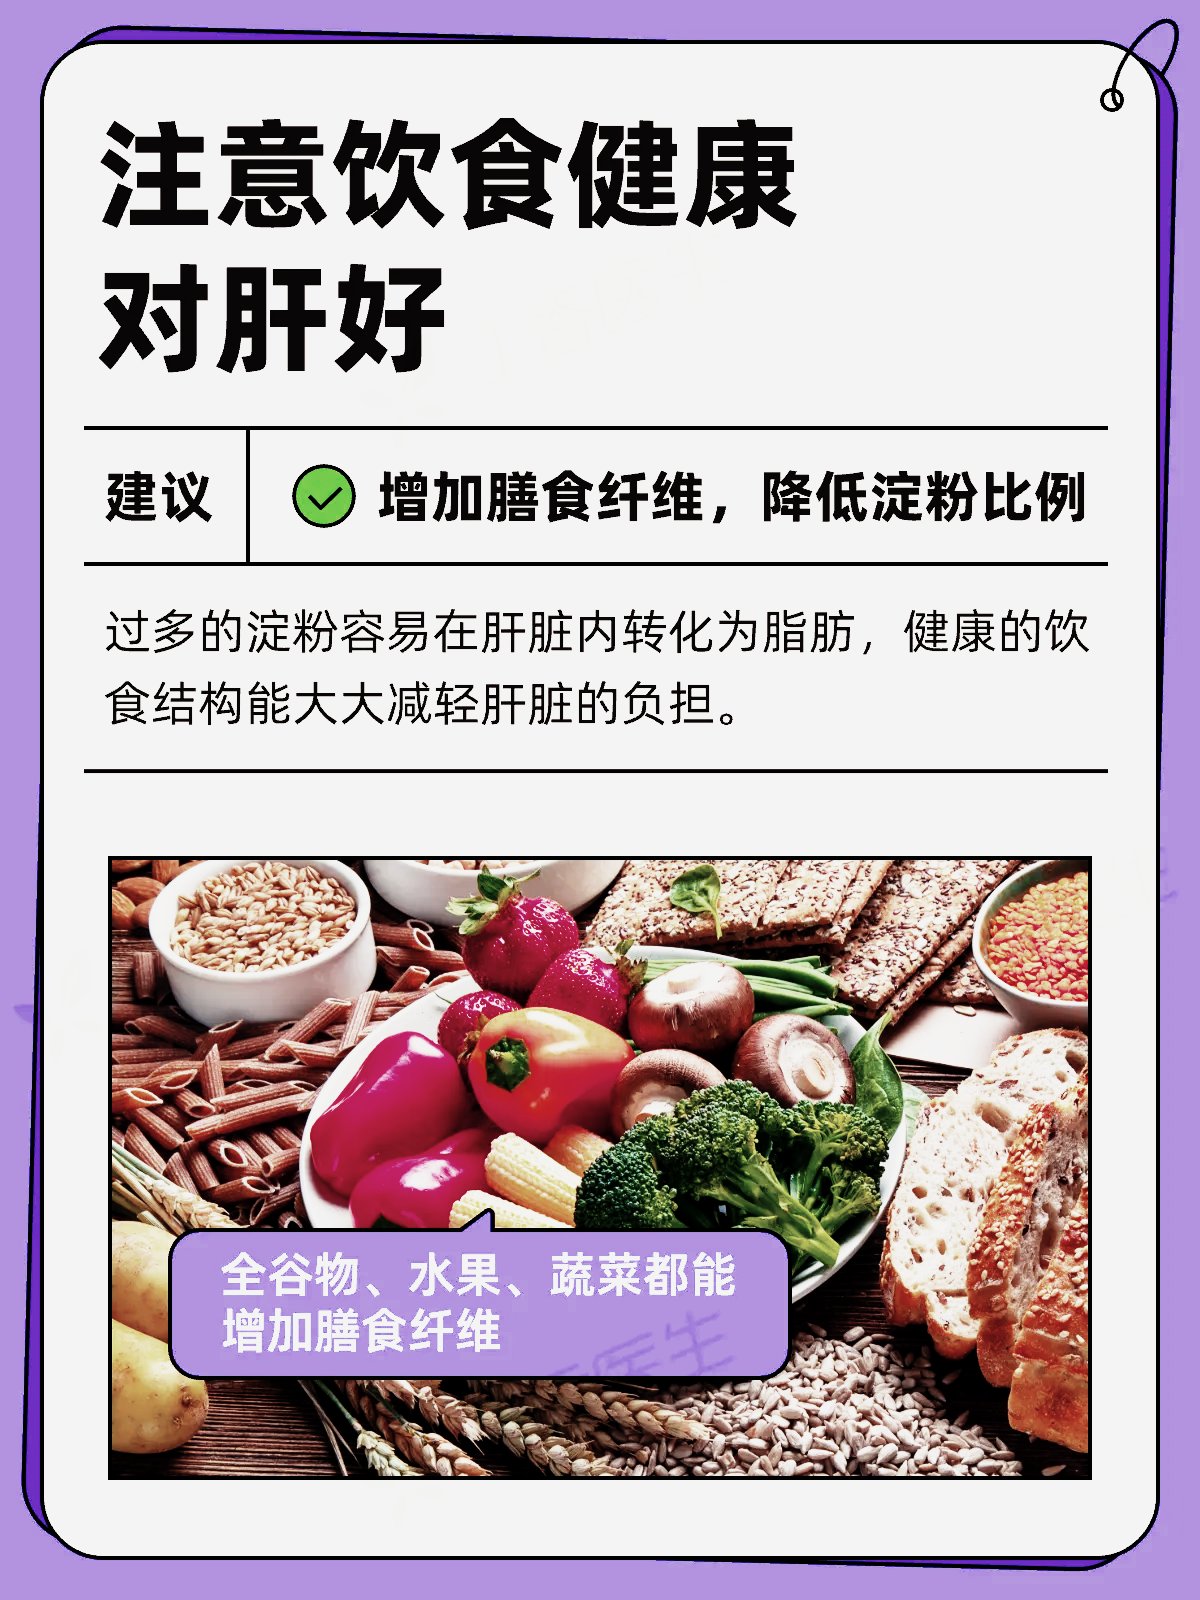 注意饮食健康
对肝好
建议
增加膳食纤维，降低淀粉比例
过多的淀粉容易在肝脏内转化为脂肪，健康的饮
食结构能大大减轻肝脏的负担。
全谷物、水果、蔬菜都能
增加膳食纤维
医生